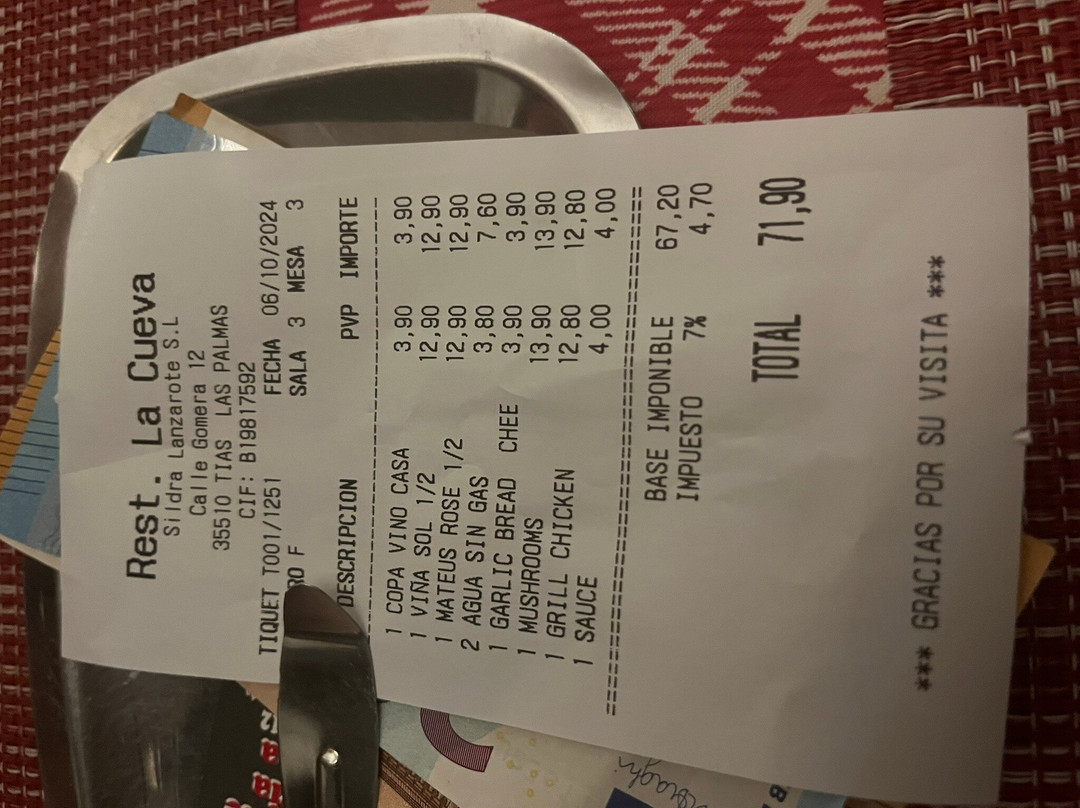 Rest. La Cueva
Sildra Lanzarote S.L
Calle Gomera 12
35510 TIAS LAS PALMAS
CIF: B19817592
TIQUET T001/1251 FECHA 06/10/2024
RO F SALA 3 MESA 3
DESCRIPCION PVP IMPORTE
1 COPA VINO CASA 3,90 3,90
1 VIÑA SOL 1/2 12,90 12,90
1 MATEUS ROSE 1/2 12,90 12,90
2 AGUA SIN GAS 3,80 7,60
1 GARLIC BREAD CHEE 3,90 3,90
1 MUSHROOMS 13,90 13,90
1 GRILL CHICKEN 12,80 12,80
1 SAUCE 4,00 4,00
BASE IMPONIBLE 67,20
IMPUESTO 7% 4,70
TOTAL 71,90
*** GRACIAS POR SU VISITA ***